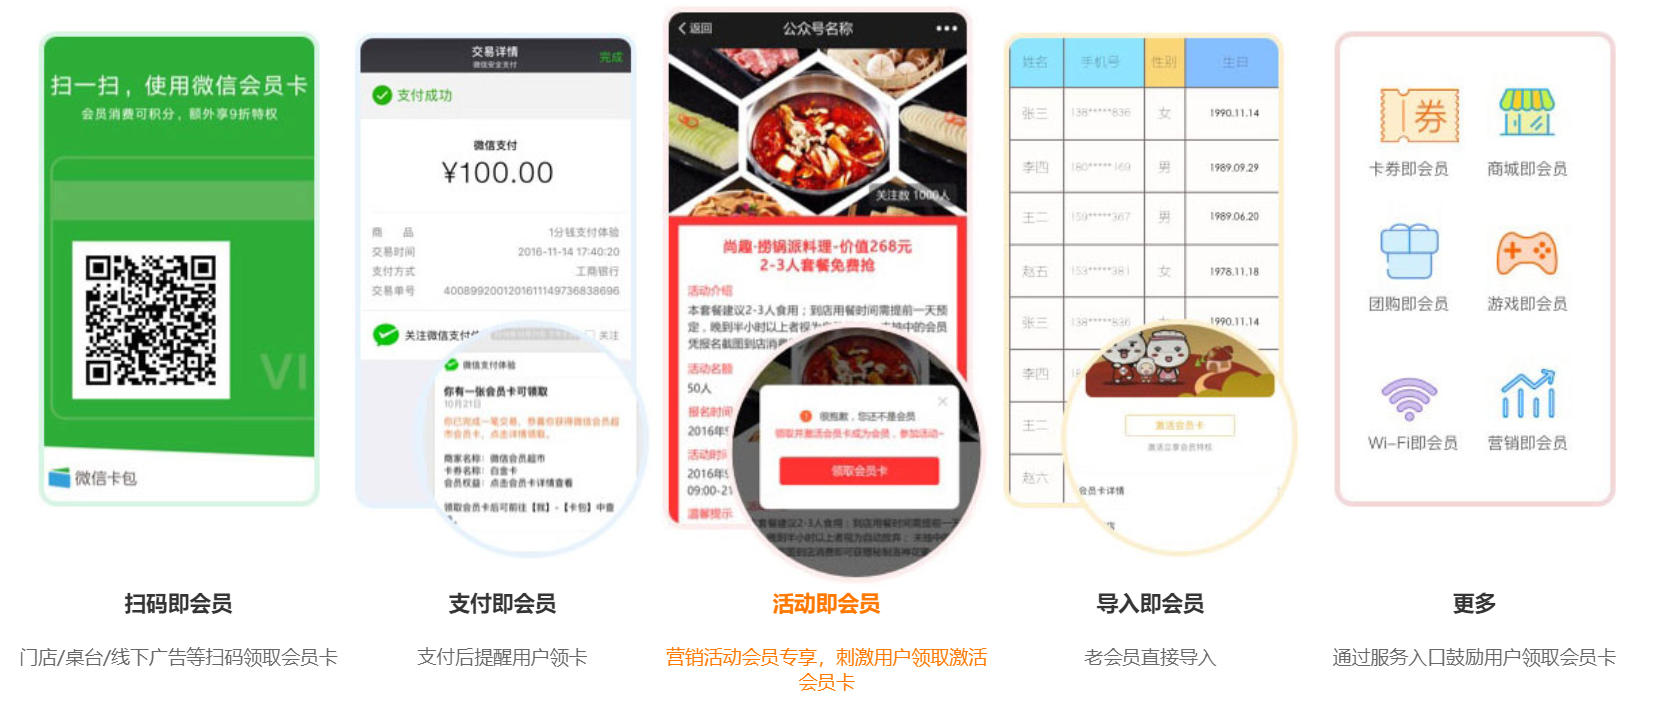 扫一扫，使用微信会员卡
会员消费可积分，额外享9折特权
VI
微信卡包
扫码即会员
门店/桌台/线下广告等扫码领取会员卡
交易详情
微信安全支付
完成
支付成功
微信支付
¥100.00
商 品 1分钱支付体验
交易时间 2016-11-14 17:40:20
支付方式 工商银行
交易单号 4008992001201611149736838696
关注微信支付 关注
微信支付体验
你有一张会员卡可领取
10月21日
你已完成一笔交易，恭喜你获得微信会员超
市会员卡，点击详情领取。
商家名称：微信会员超市
卡券名称：白金卡
会员权益：点击会员卡详情查看
领取会员卡后可前往【我】-【卡包】中查
支付即会员
支付后提醒用户领卡
返回
公众号名称
关注数 1000人
尚趣·捞锅派料理-价值268元
2-3人套餐免费抢
活动介绍
本套餐建议2-3人食用；到店用餐时间需提前一天预
定，晚到半小时以上者视为 中的会员
凭报名截图到店消费
活动名额
50人
报名时间
2016年
活动时间
2016年
09:00-21
温馨提示
很抱歉，您还不是会员
领取并激活会员卡成为会员，参加活动~
领取会员卡
套餐建议2-3人食用；到店用餐时间需提前一天
晚到半小时以上者视为自动放弃；未抽中的
到店消费即可获赠秘制洛神花
活动即会员
营销活动会员专享，刺激用户领取激活
会员卡
姓名 手机号 性别 生日
张三 138*****836 女 1990.11.14
李四 180*****169 男 1989.09.29
王二 159*****367 男 1989.06.20
赵五 153*****381 女 1978.11.18
张三 138*****836 1990.11.14
李四
王二
赵六
激活会员卡
激活立享会员特权
会员卡详情
店
导入即会员
老会员直接导入
券
卡券即会员
商城即会员
团购即会员
游戏即会员
Wi-Fi即会员
营销即会员
更多
通过服务入口鼓励用户领取会员卡